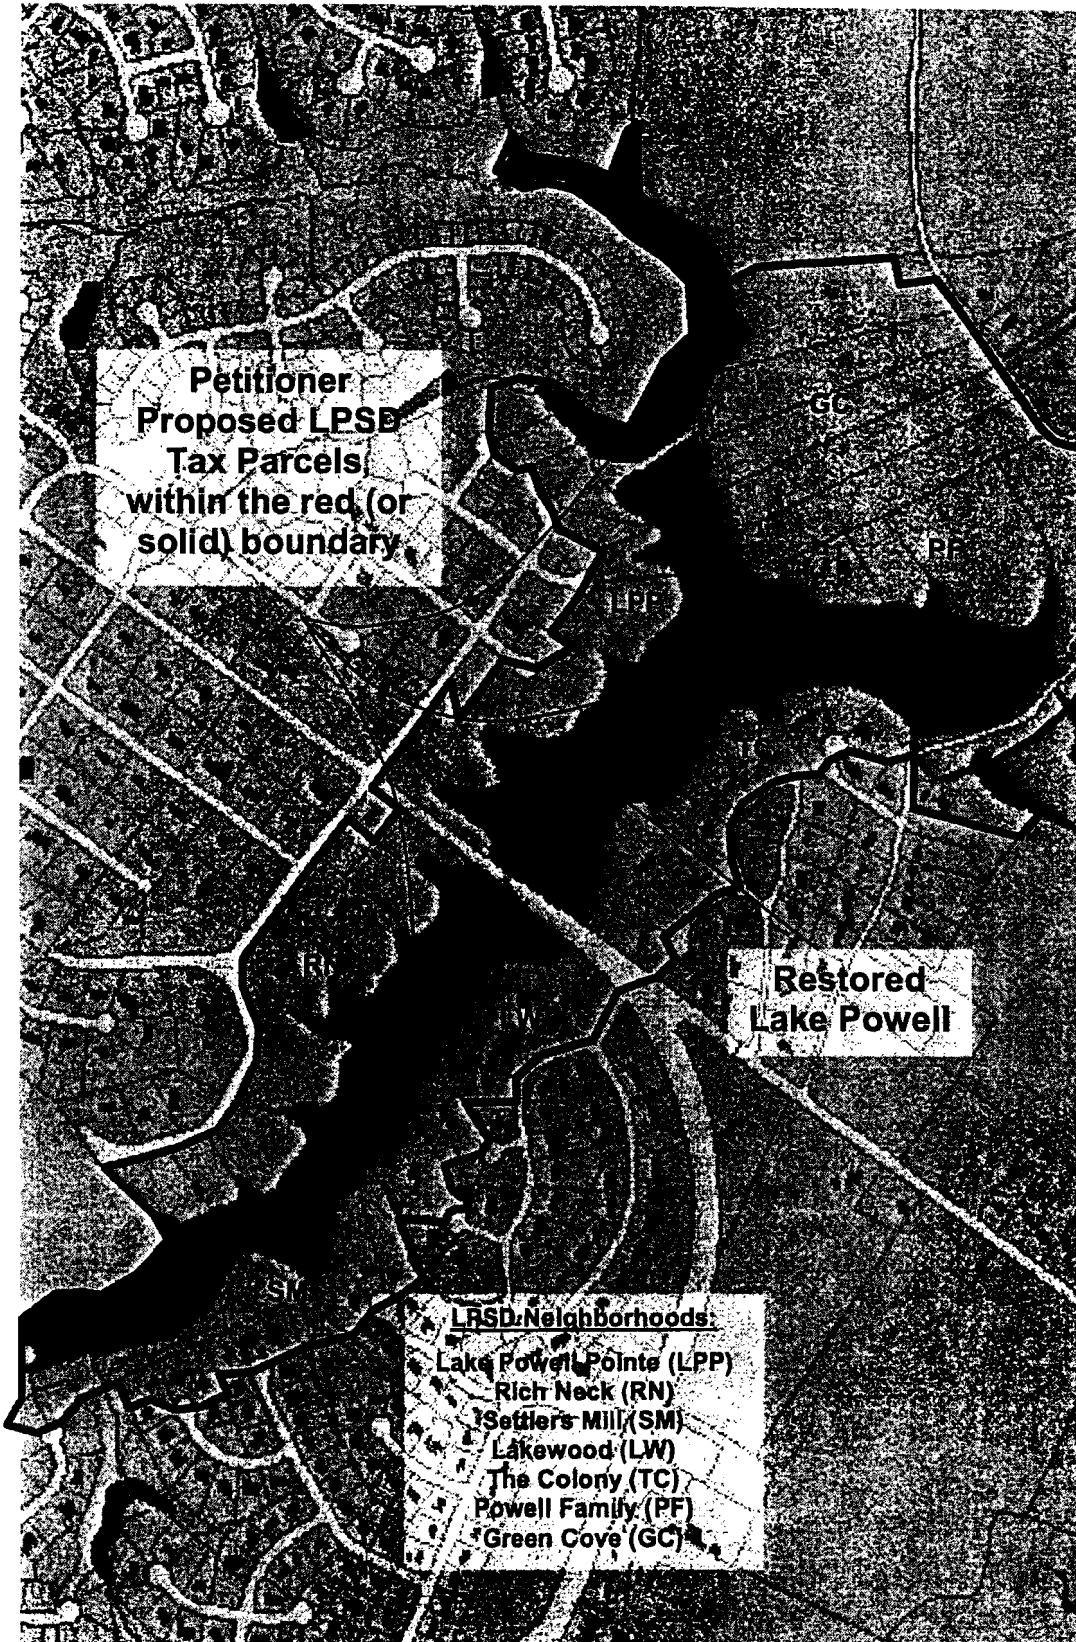 Petitioner
Proposed LPSD
Tax Parcels,
within the red (or
solid) boundary
GC
PF
LPP
TC
Restored
Lake Powell
RN
LW
SM
LPSD Neighborhoods:
Lake Powell Pointe (LPP)
Rich Neck (RN)
Settlers Mill (SM)
Lakewood (LW)
The Colony (TC)
Powell Family (PF)
Green Cove (GC)